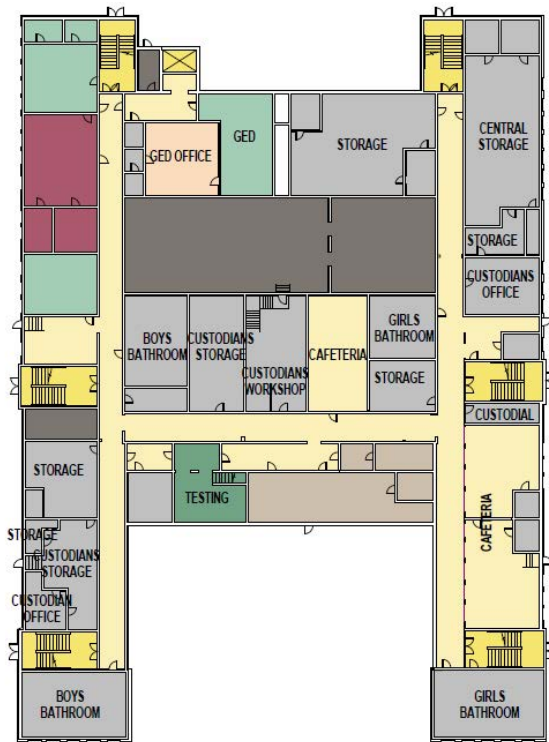 CENTRAL
STORAGE
GED
STORAGE
GED OFFICE
STORAGE
CUSTODIANS
OFFICE
BOYS
BATHROOM
CUSTODIANS
STORAGE
GIRLS
BATHROOM
CAFETERIA
CUSTODIANS
WORKSHOP
STORAGE
CUSTODIAL
STORAGE
TESTING
CAFETERIA
STORAGE
CUSTODIANS
STORAGE
CUSTODIAN
OFFICE
BOYS
BATHROOM
GIRLS
BATHROOM